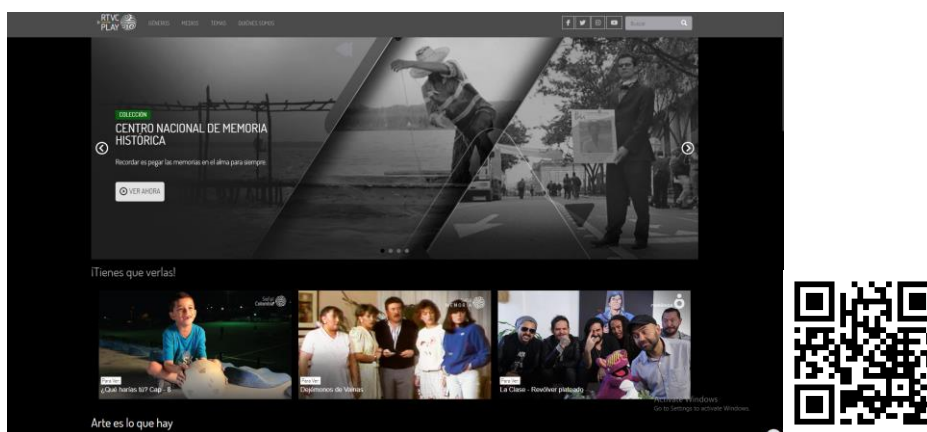 RTVC
PLAY
GÉNEROS MEDIOS TEMAS QUIÉNES SOMOS
Buscar
COLECCIÓN
CENTRO NACIONAL DE MEMORIA
HISTÓRICA
Recordar es pegar las memorias en el alma para siempre.
VER AHORA
¡Tienes que verlas!
Señal
Colombia
MEMORIA
Para Ver
¿Qué harías tú? Cap - 6
Para Ver
Dejémonos de Vainas
Para Ver
La Clase - Revólver plateado
Activate Windows
Go to Settings to activate Windows.
Arte es lo que hay